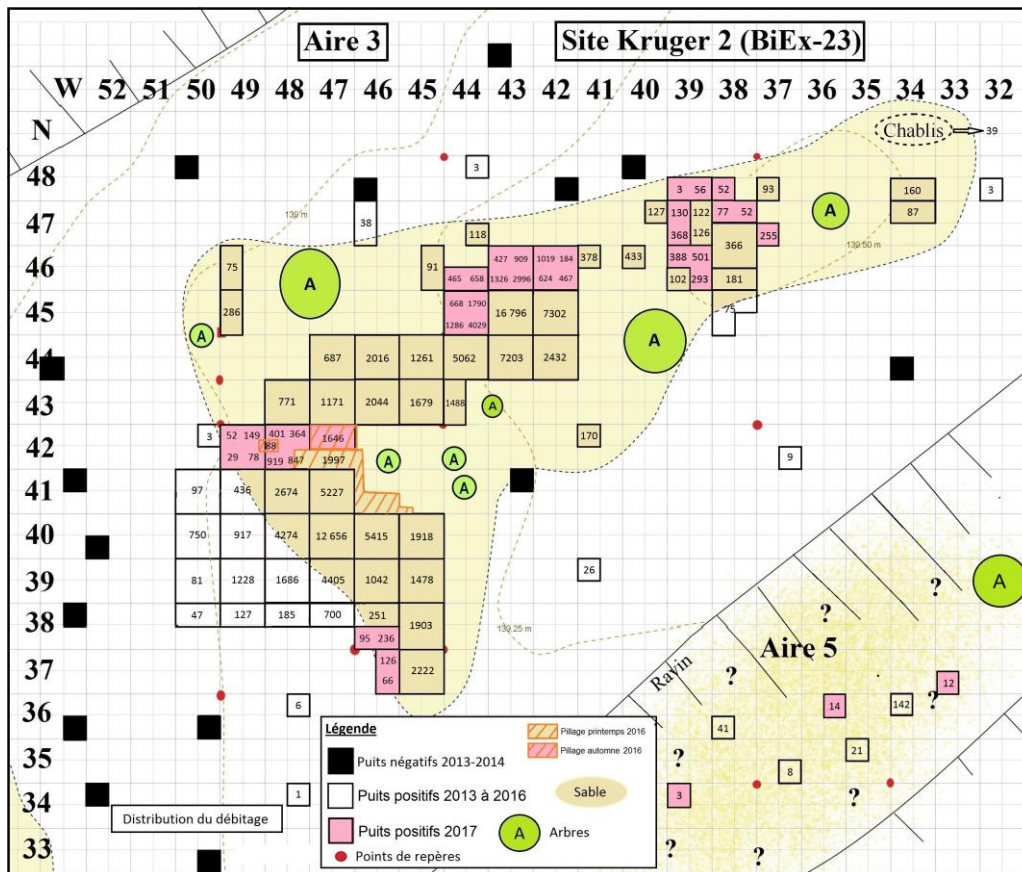 Aire 3
Site Kruger 2 (BiEx-23)
W 52 51 50 49 48 46 45 44 43 42 41 40 39 38 37 36 35 34 33 32
N
Chablis 39
48 3 3
3 56 52 93 160
47 38 127 130 122 77 52 A 87
139 m
118 368 126 366 255
139 50 m
46 75 91 427 909 1019 184 378 433 388 501
A 465 658 1326 2996 624 467 102 293 181
45 286 668 1790 16 796 7302 75
1286 4029
A A
44 687 2016 1261 5062 7203 2432
43 771 1171 2044 1679 1488 A
42 3 52 149 401 364 1646 170
88
29 78 919 847 1997 A A 9
41 97 436 2674 5227 A
40 750 917 4274 12 656 5415 1918
39 81 1228 1686 4405 1042 1478 26 A
?
38 47 127 185 700 251 1903 ?
139.25 m
95 236
Aire 5
37 126 2222 Ravin
66 ? 12
36 6 14 142 ?
41
35 ? 21
8
34 1 3 ?
33 ? ?
Distribution du débitage
Légende
Puits négatifs 2013-2014
Puits positifs 2013 à 2016
Puits positifs 2017
Points de repères
Pillage printemps 2016
Pillage automne 2016
Sable
A Arbres